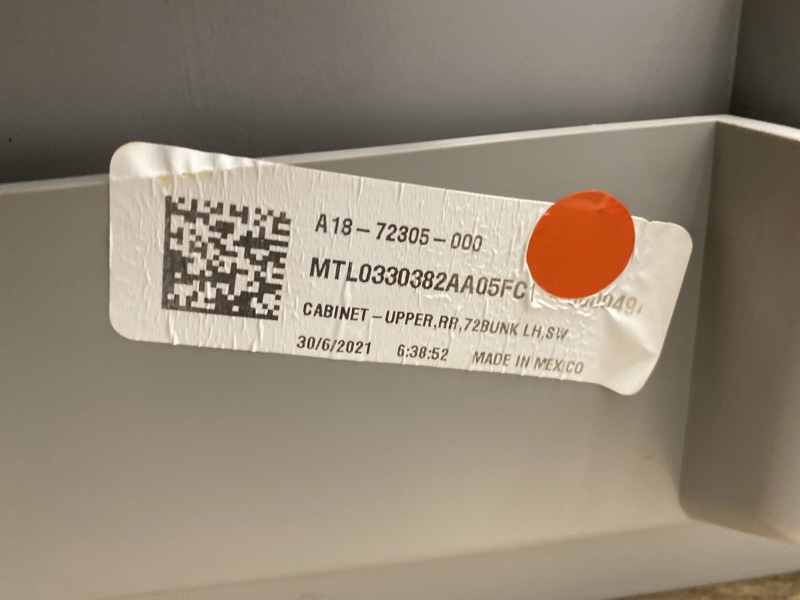 A18-72305-000
MTL0330382AA05FC
CABINET-UPPER,RR,72BUNK LH,SW
30/6/2021 6:38:52 MADE IN MEXICO